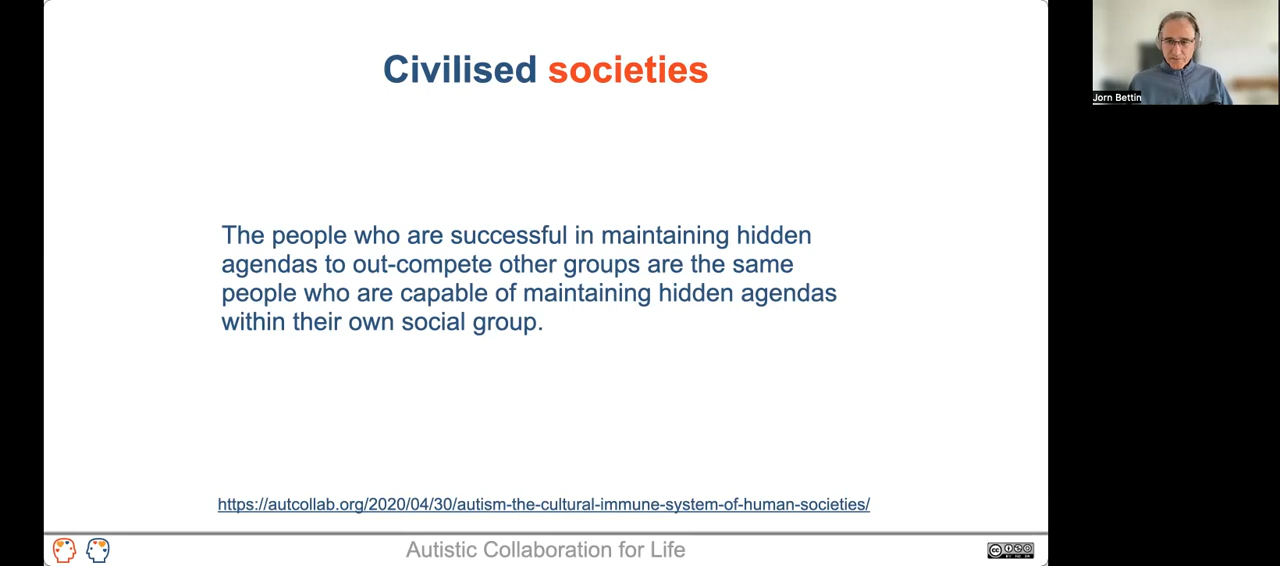 Civilised societies
Jorn Bettin
The people who are successful in maintaining hidden
agendas to out-compete other groups are the same
people who are capable of maintaining hidden agendas
within their own social group.
https://autcollab.org/2020/04/30/autism-the-cultural-immune-system-of-human-societies/
Autistic Collaboration for Life